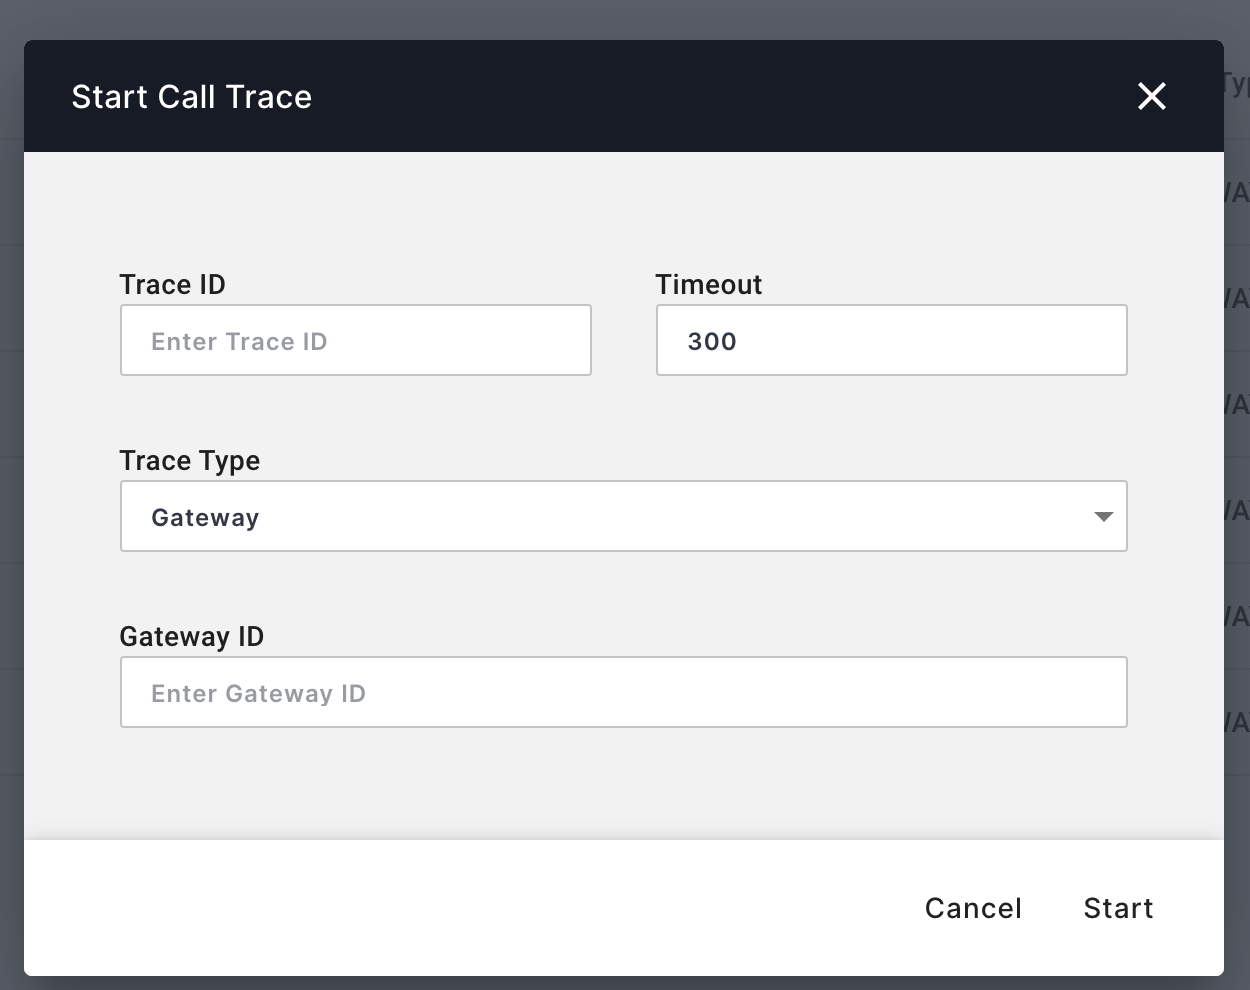 Start Call Trace
Trace ID
Timeout
Enter Trace ID
300
Trace Type
Gateway
Gateway ID
Enter Gateway ID
Cancel
Start